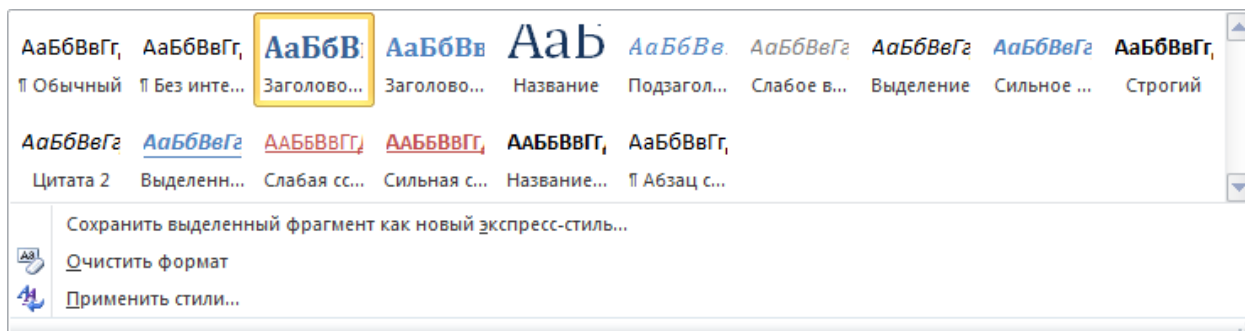 АаБбВвГг, АаБбВвГг, АаБбВ АаБбВв Ааb АаБбВв. АаБбВвГг АаБбВвГг АаБбВвГг АаБбВвГг,
¶ Обычный ¶ Без инте... Заголово... Заголово... Название Подзагол... Слабое в... Выделение Сильное ... Строгий
АаБбВвГг АаБбВвГг ААББВВГГ, ААББВВГГ, ААББВВГГ, АаБбВвГг,
Цитата 2 Выделенн... Слабая сс... Сильная с... Название... ¶ Абзац с...
Сохранить выделенный фрагмент как новый экспресс-стиль...
Очистить формат
Применить стили...